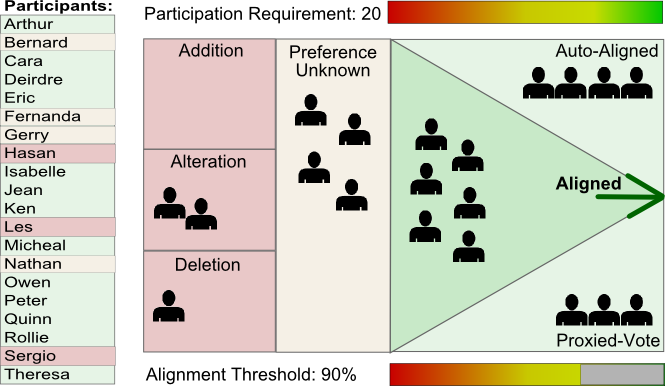 Participants:
Arthur
Bernard
Cara
Deirdre
Eric
Fernanda
Gerry
Hasan
Isabelle
Jean
Ken
Les
Micheal
Nathan
Owen
Peter
Quinn
Rollie
Sergio
Theresa
Participation Requirement: 20
Addition
Alteration
Deletion
Preference
Unknown
Auto-Aligned
Aligned
Proxied-Vote
Alignment Threshold: 90%